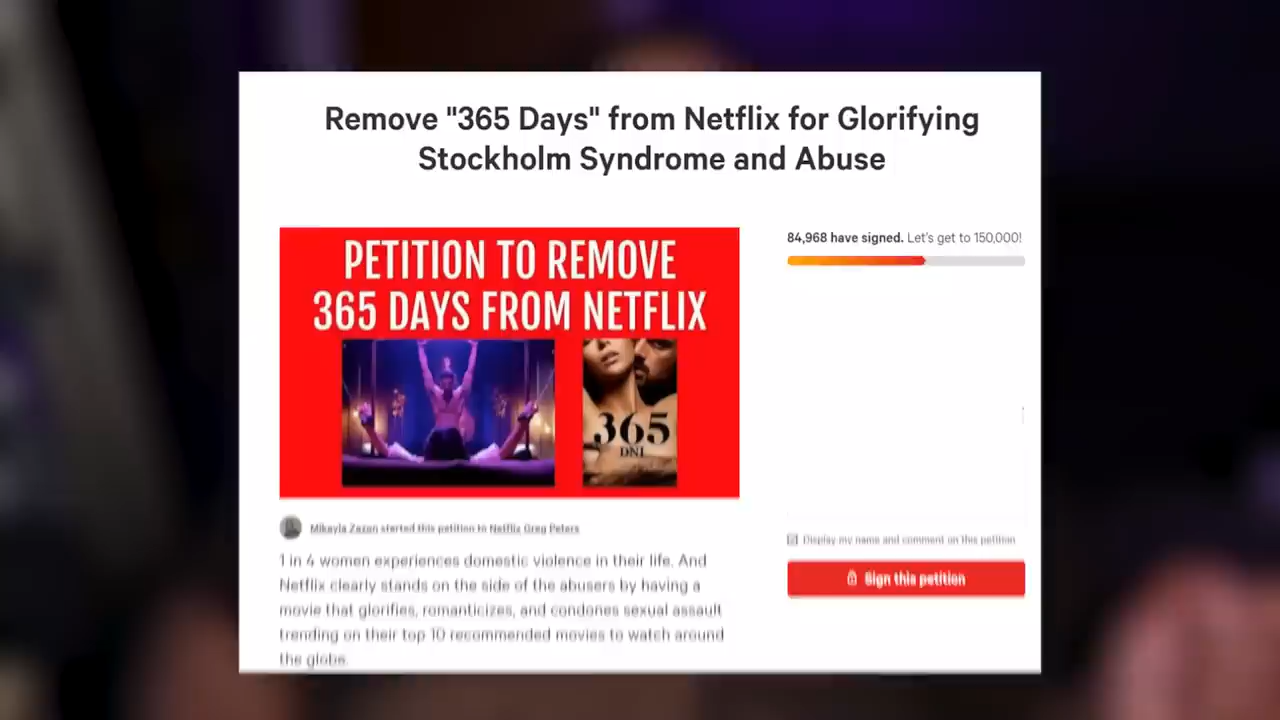 Remove "365 Days" from Netflix for Glorifying
Stockholm Syndrome and Abuse
PETITION TO REMOVE
365 DAYS FROM NETFLIX
84,968 have signed. Let's get to 150,000!
365
DNI
Mikayla Zazon started this petition to Netflix Greg Peters
1 in 4 women experiences domestic violence in their life. And
Netflix clearly stands on the side of the abusers by having a
movie that glorifies, romanticizes, and condones sexual assault
trending on their top 10 recommended movies to watch around
the globe.
Display my name and comment on this petition
Sign this petition